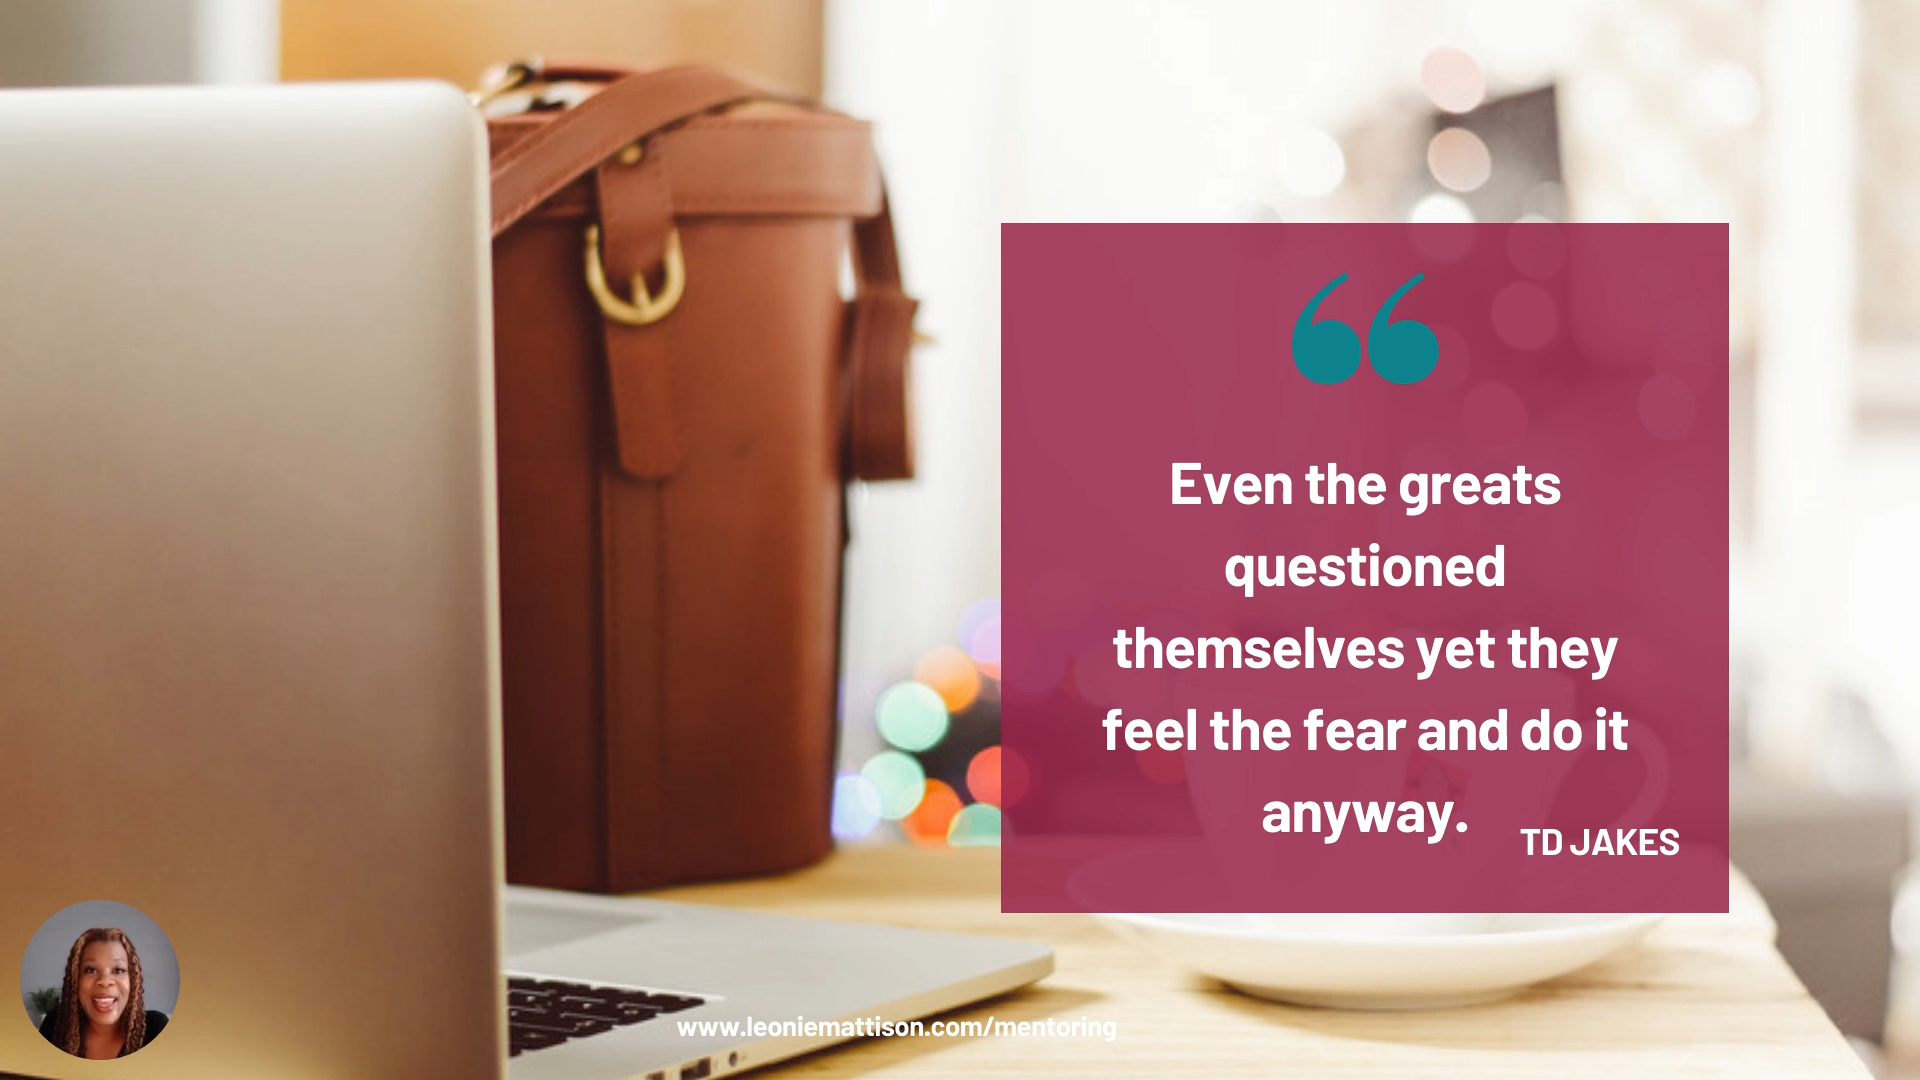 Even the greats
questioned
themselves yet they
feel the fear and do it
anyway.
TD JAKES
www.leoniemattison.com/mentoring